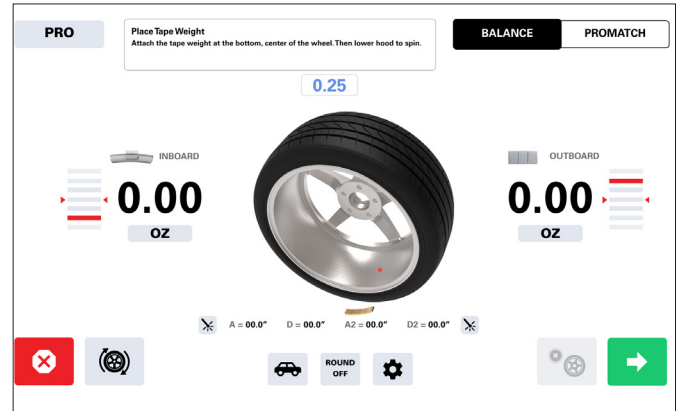 PRO
Place Tape Weight
Attach the tape weight at the bottom, center of the wheel. Then lower hood to spin.
BALANCE
PROMATCH
0.25
INBOARD
0.00
OZ
OUTBOARD
0.00
OZ
A = 00.0"
D = 00.0"
A2 = 00.0"
D2 = 00.0"
ROUND
OFF